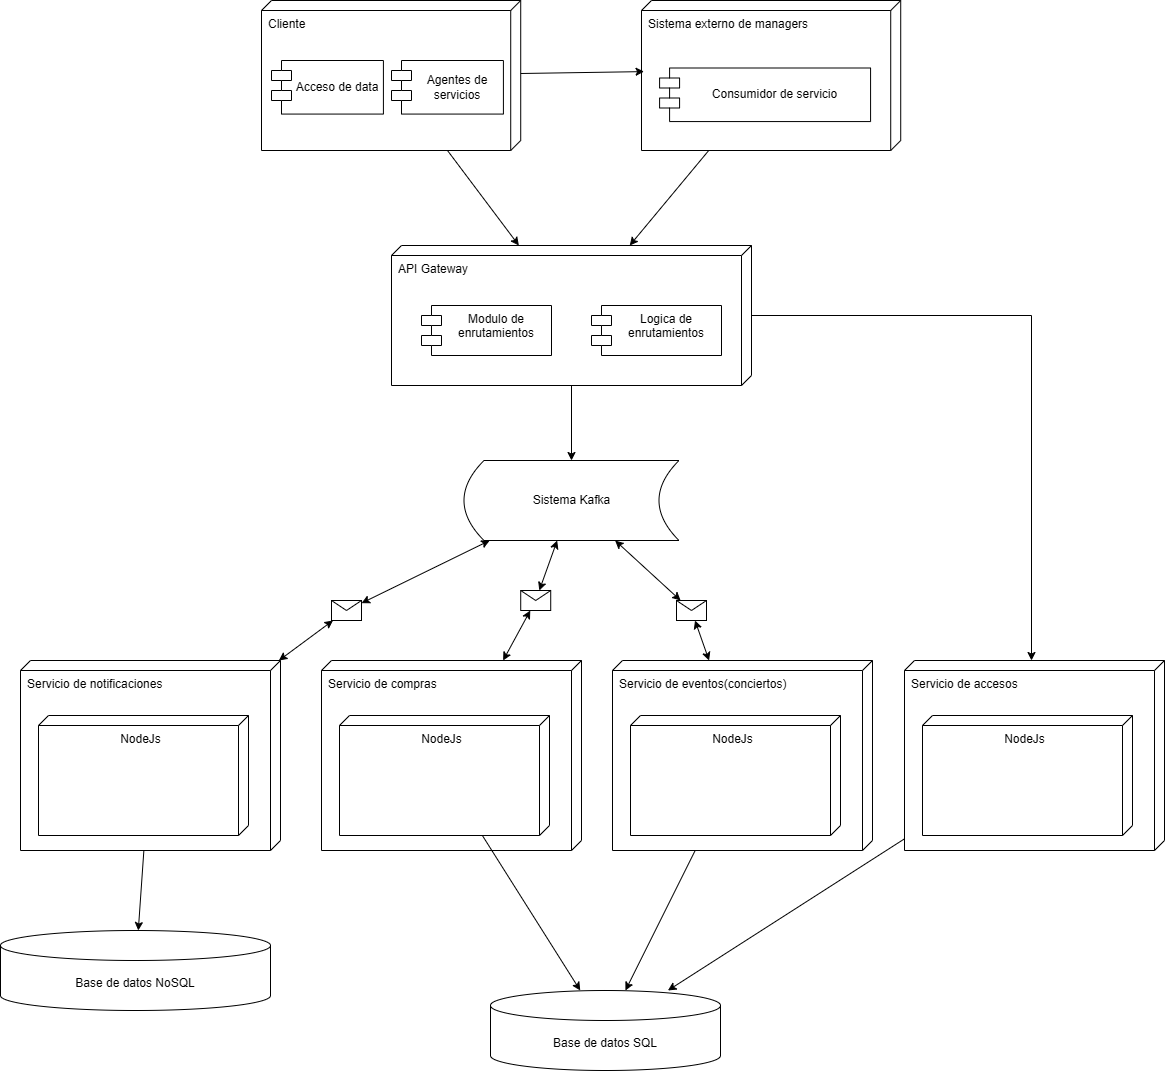 Cliente
Sistema externo de managers
Acceso de data
Agentes de
servicios
Consumidor de servicio
API Gateway
Modulo de
enrutamientos
Logica de
enrutamientos
Sistema Kafka
Servicio de notificaciones
Servicio de compras
Servicio de eventos(conciertos)
Servicio de accesos
NodeJs
NodeJs
NodeJs
NodeJs
Base de datos NoSQL
Base de datos SQL